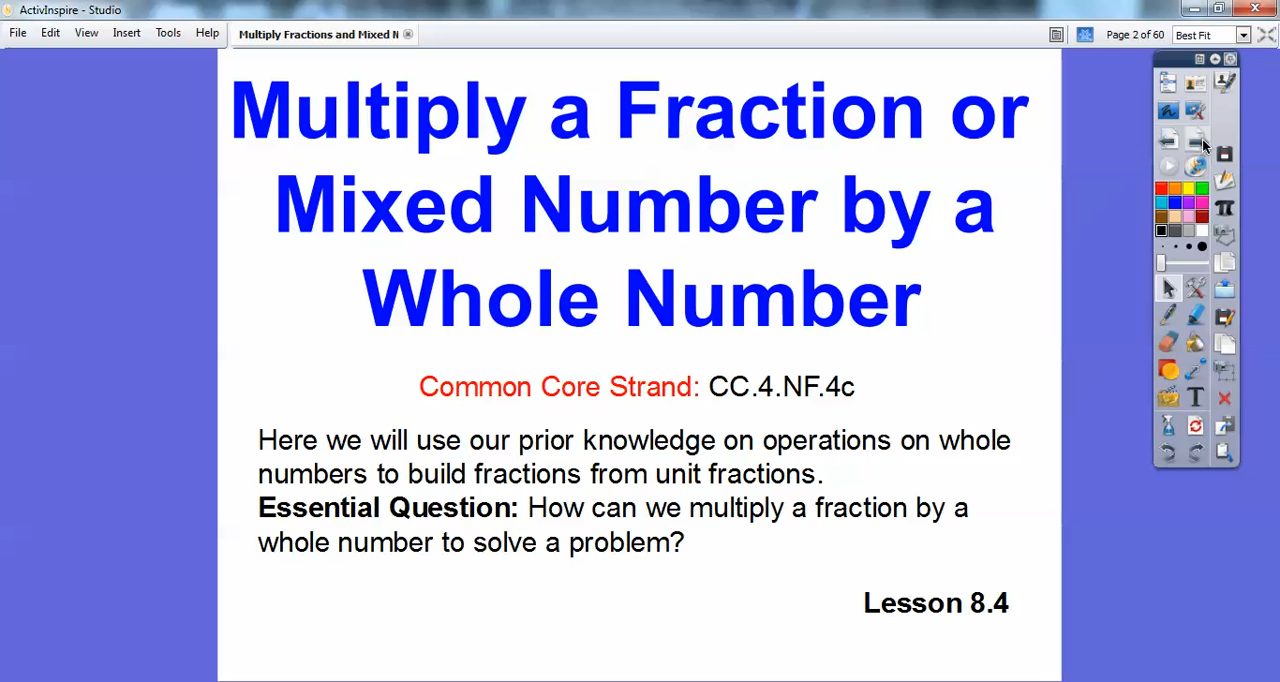 ActivInspire - Studio
File Edit View Insert Tools Help
Multiply Fractions and Mixed N
Page 2 of 60
Best Fit
Multiply a Fraction or
Mixed Number by a
Whole Number
Common Core Strand: CC.4.NF.4c
Here we will use our prior knowledge on operations on whole
numbers to build fractions from unit fractions.
Essential Question: How can we multiply a fraction by a
whole number to solve a problem?
Lesson 8.4